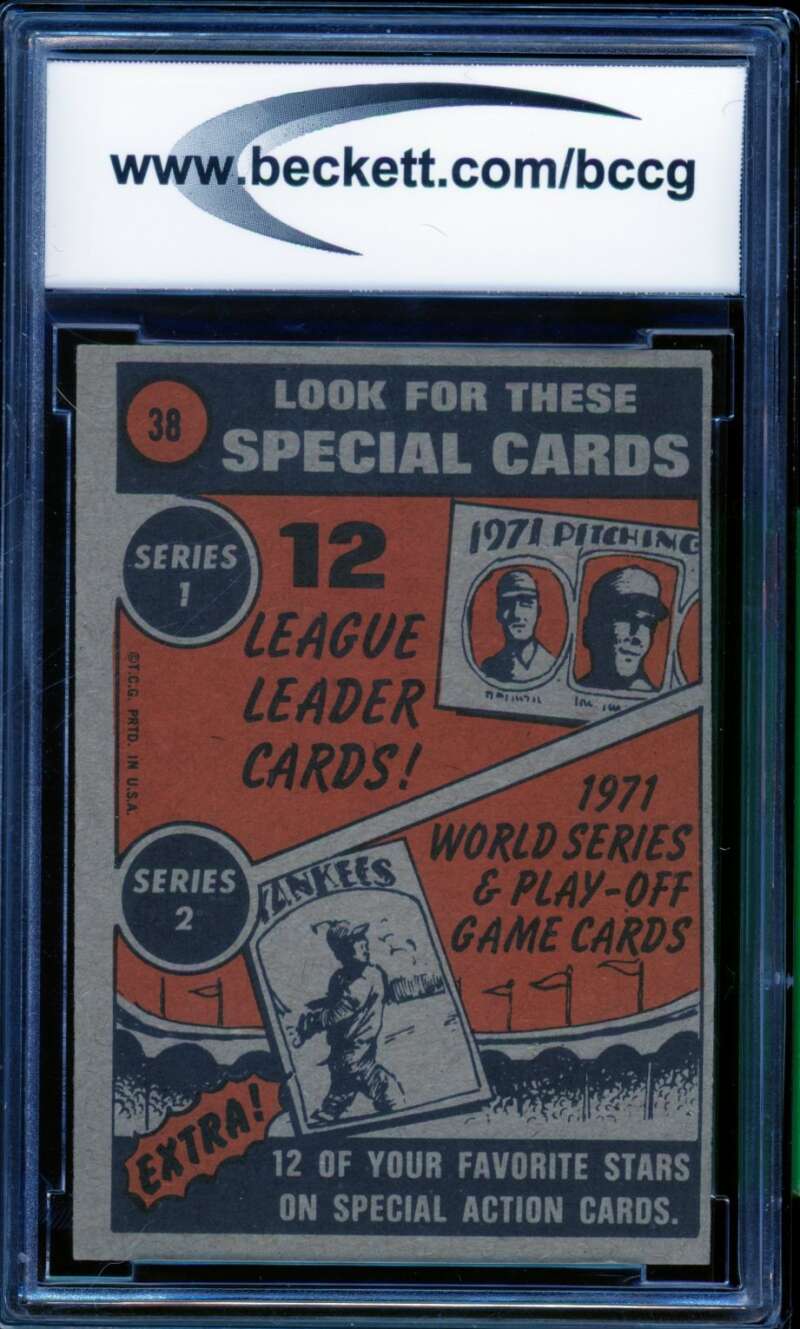 www.beckett.com/bccg
38
LOOK FOR THESE
SPECIAL CARDS
SERIES
1
12
LEAGUE
LEADER
CARDS!
1971 PITCHING
©T.C.G. PRTD. IN U.S.A.
1971
WORLD SERIES
& PLAY-OFF
GAME CARDS
SERIES
2
YANKEES
EXTRA!
12 OF YOUR FAVORITE STARS
ON SPECIAL ACTION CARDS.